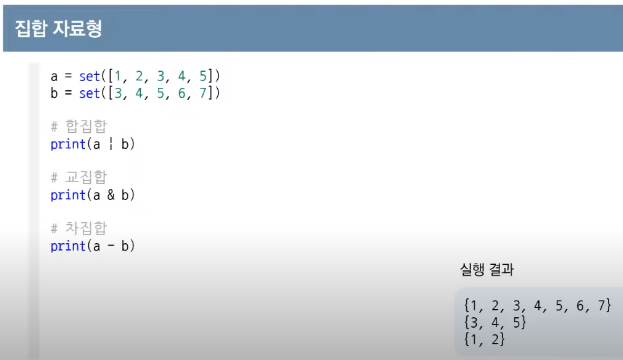 집합 자료형
a = set([1, 2, 3, 4, 5])
b = set([3, 4, 5, 6, 7])
# 합집합
print(a ¦ b)
# 교집합
print(a & b)
# 차집합
print(a - b)
실행 결과
{1, 2, 3, 4, 5, 6, 7}
{3, 4, 5}
{1, 2}